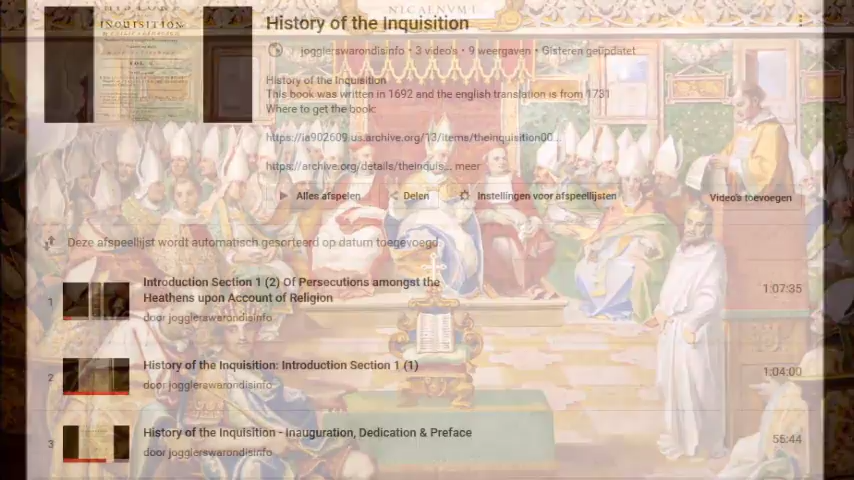 NICAENVM I
HISTORY
INQUISITION
History of the Inquisition
jogglerswarondisinfo • 3 video's • 9 weergaven • Gisteren geüpdatet
History of the Inquisition
This book was written in 1692 and the english translation is from 1731
Where to get the book:
https://ia902609.us.archive.org/13/items/theinquisition00...
https://archive.org/details/theinquis... meer
Alles afspelen
Delen
Instellingen voor afspeellijsten
Video's toevoegen
Deze afspeellijst wordt automatisch gesorteerd op datum toegevoegd.
1
Introduction Section 1 (2) Of Persecutions amongst the
Heathens upon Account of Religion
door jogglerswarondisinfo
1:07:35
2
History of the Inquisition: Introduction Section 1 (1)
door jogglerswarondisinfo
1:04:00
3
History of the Inquisition - Inauguration, Dedication & Preface
door jogglerswarondisinfo
55:44